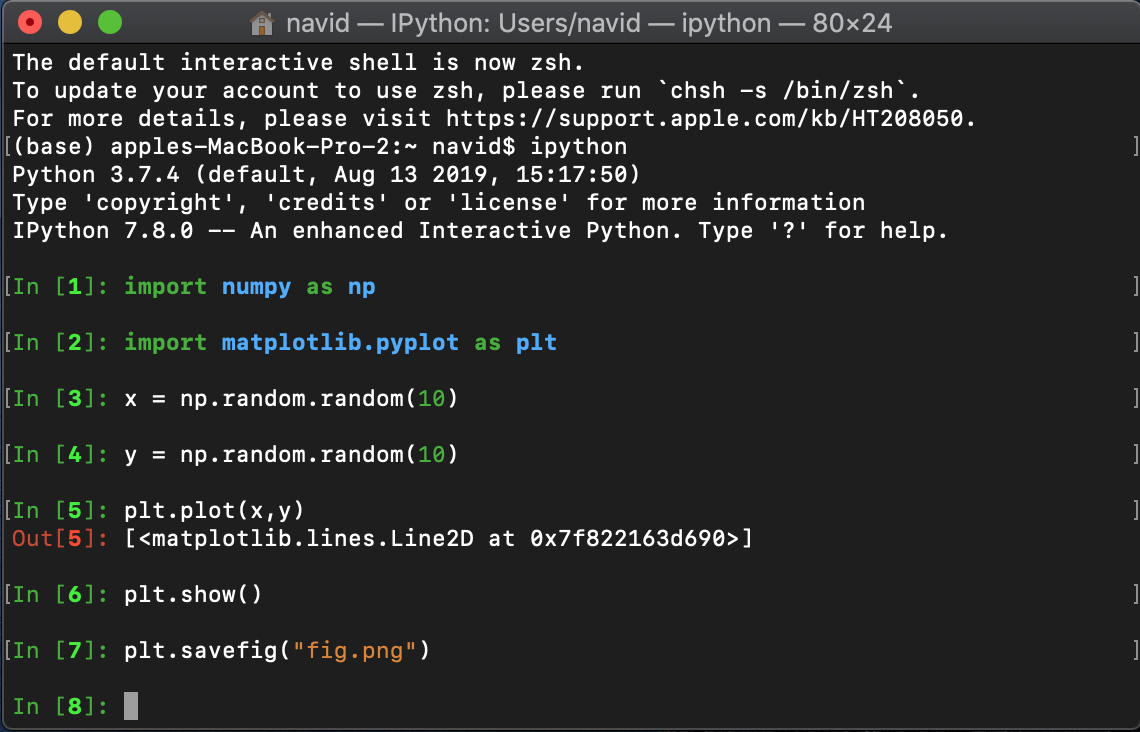 navid — IPython: Users/navid — ipython — 80×24
The default interactive shell is now zsh.
To update your account to use zsh, please run `chsh -s /bin/zsh`.
For more details, please visit https://support.apple.com/kb/HT208050.
[(base) apples-MacBook-Pro-2:~ navid$ ipython ]
Python 3.7.4 (default, Aug 13 2019, 15:17:50)
Type 'copyright', 'credits' or 'license' for more information
IPython 7.8.0 -- An enhanced Interactive Python. Type '?' for help.
[In [1]: import numpy as np ]
[In [2]: import matplotlib.pyplot as plt ]
[In [3]: x = np.random.random(10) ]
[In [4]: y = np.random.random(10) ]
[In [5]: plt.plot(x,y) ]
Out[5]: [<matplotlib.lines.Line2D at 0x7f822163d690>]
[In [6]: plt.show() ]
[In [7]: plt.savefig("fig.png") ]
In [8]: